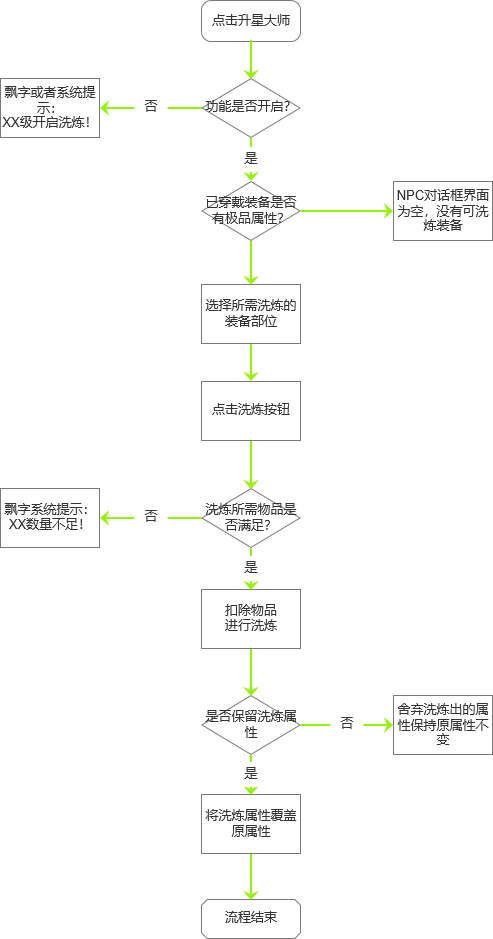 点击升星大师
功能是否开启?
否
飘字或者系统提
示:
XX级开启洗炼!
是
已穿戴装备是否
有极品属性?
NPC对话框界面
为空，没有可洗
炼装备
选择所需洗炼的
装备部位
点击洗炼按钮
洗炼所需物品是
否满足?
否
飘字系统提示:
XX数量不足!
是
扣除物品
进行洗炼
是否保留洗炼属
性
否
舍弃洗炼出的属
性保持原属性不
变
是
将洗炼属性覆盖
原属性
流程结束